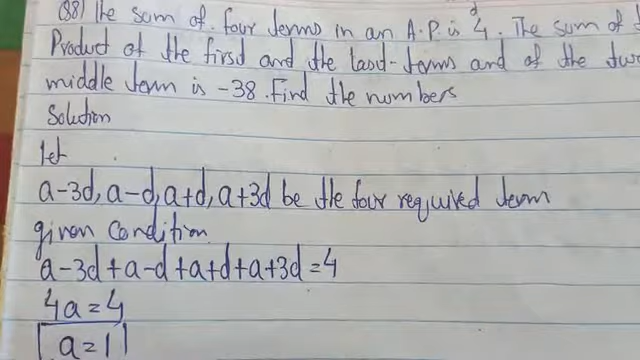 (88) The sum of four terms in an A.P. is 4. The sum of
Product of the first and the last terms and of the two
middle term is -38. Find the numbers
Solution
let
a-3d, a-d, a+d, a+3d be the four required term
given condition
a-3d+a-d+a+d+a+3d=4
4a=4
a=1